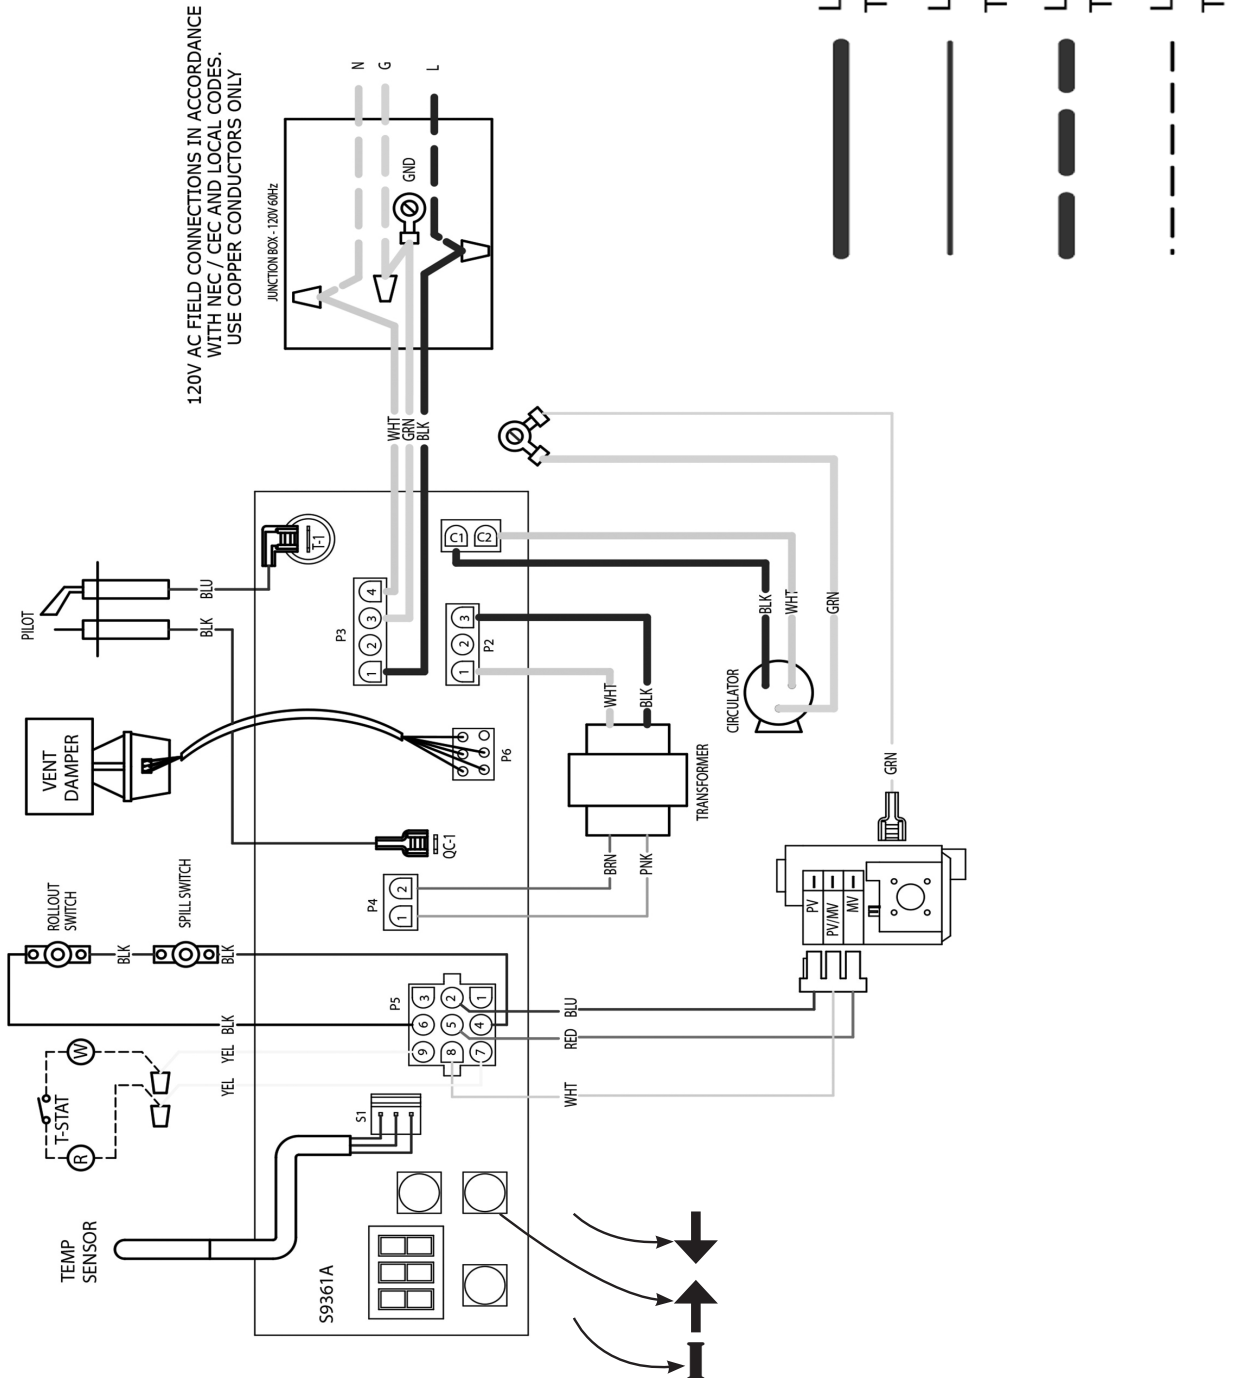 120V AC FIELD CONNECTIONS IN ACCORDANCE
WITH NEC / CEC AND LOCAL CODES.
USE COPPER CONDUCTORS ONLY
JUNCTION BOX - 120V 60Hz
N
G
L
GND
WHT
GRN
BLK
PILOT
BLU
BLK
T-1
P3
1
2
3
4
C1
C2
P2
1
2
3
VENT
DAMPER
P6
QC-1
WHT
BLK
TRANSFORMER
BRN
PNK
P4
1
2
CIRCULATOR
BLK
WHT
GRN
GRN
ROLLOUT
SWITCH
SPILL SWITCH
BLK
BLK
BLK
YEL
YEL
P5
3
2
1
6
5
4
9
8
7
BLU
RED
WHT
PV
PV/MV
MV
T-STAT
W
R
S1
TEMP
SENSOR
S9361A
L
T
L
T
L
T
L
T